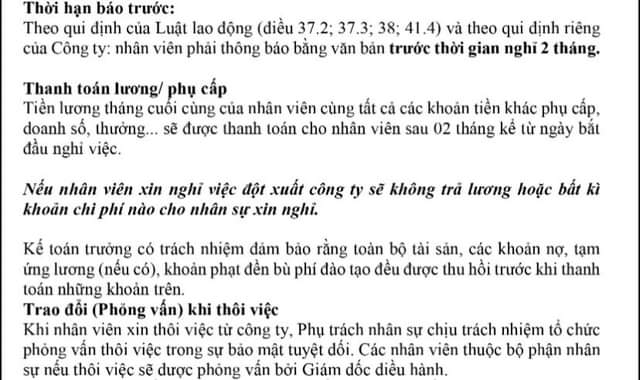 Thời hạn báo trước:
Theo qui định của Luật lao động (điều 37.2; 37.3; 38; 41.4) và theo qui định riêng
của Công ty: nhân viên phải thông báo bằng văn bản trước thời gian nghỉ 2 tháng.
Thanh toán lương/ phụ cấp
Tiền lương tháng cuối cùng của nhân viên cùng tất cả các khoản tiền khác phụ cấp,
doanh số, thưởng... sẽ được thanh toán cho nhân viên sau 02 tháng kể từ ngày bắt
đầu nghỉ việc.
Nếu nhân viên xin nghỉ việc đột xuất công ty sẽ không trả lương hoặc bất kì
khoản chi phí nào cho nhân sự xin nghỉ.
Kế toán trưởng có trách nhiệm đảm bảo rằng toàn bộ tài sản, các khoản nợ, tạm
ứng lương (nếu có), khoản phạt đền bù phí đào tạo đều được thu hồi trước khi thanh
toán những khoản trên.
Trao đổi (Phỏng vấn) khi thôi việc
Khi nhân viên xin thôi việc từ công ty, Phụ trách nhân sự chịu trách nhiệm tổ chức
phỏng vấn thôi việc trong sự bảo mật tuyệt đối. Các nhân viên thuộc bộ phận nhân
sự nếu thôi việc sẽ được phỏng vấn bởi Giám đốc điều hành.